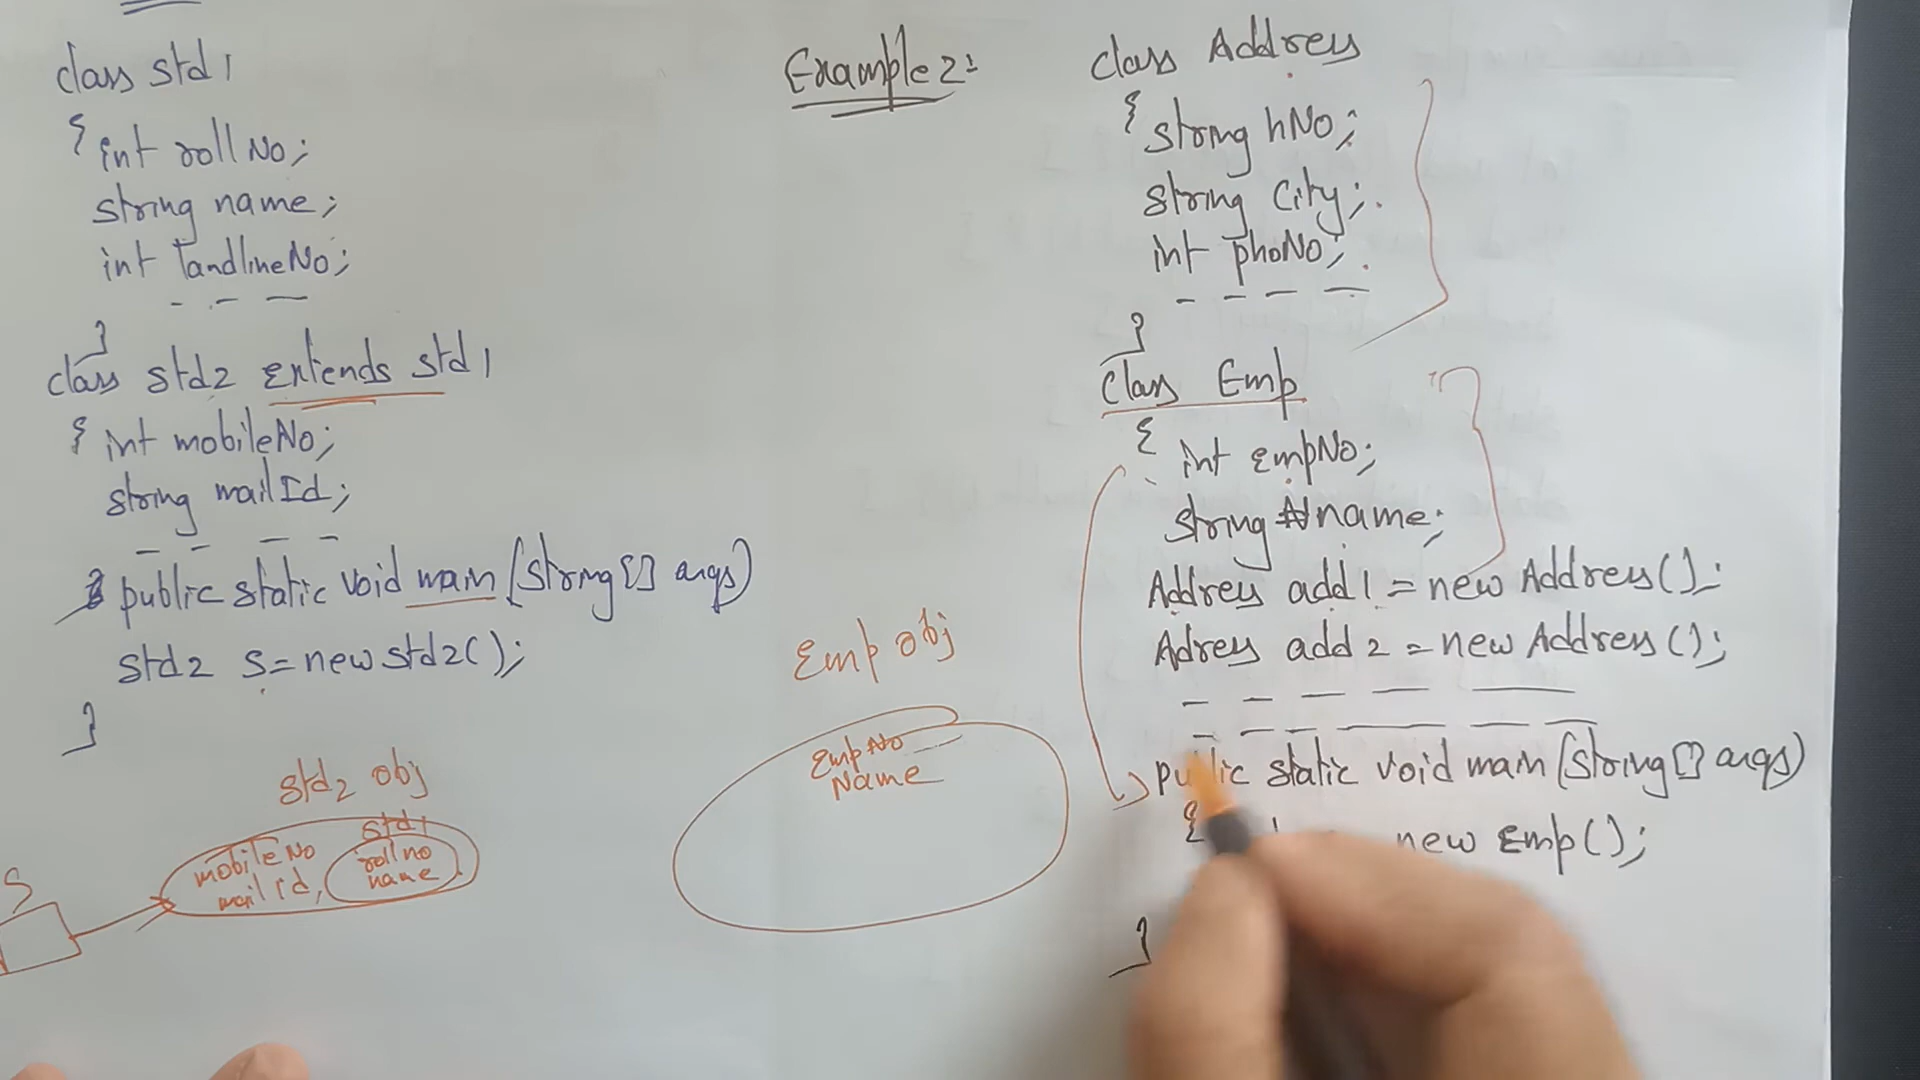 class std1
{ int rollNo;
string name;
int landlineNo;
- - -
}
class std2 extends std1
{ int mobileNo;
string mailId;
- - - -
public static void main (string [] args)
std2 s=new std2();
}
std2 obj
std1
mobileNo
mailId,
rollno
name
S
Example 2:
Emp obj
EmpNo
Name
class Address
{ string hNo;
string City;
int phoNo;
- - - -
}
Class Emp
{ int empNo;
string name;
Address add1 = new Address();
Adress add2 = new Address();
- - - - -
- - - - - -
public static void main (string [] args)
{ new Emp();
}